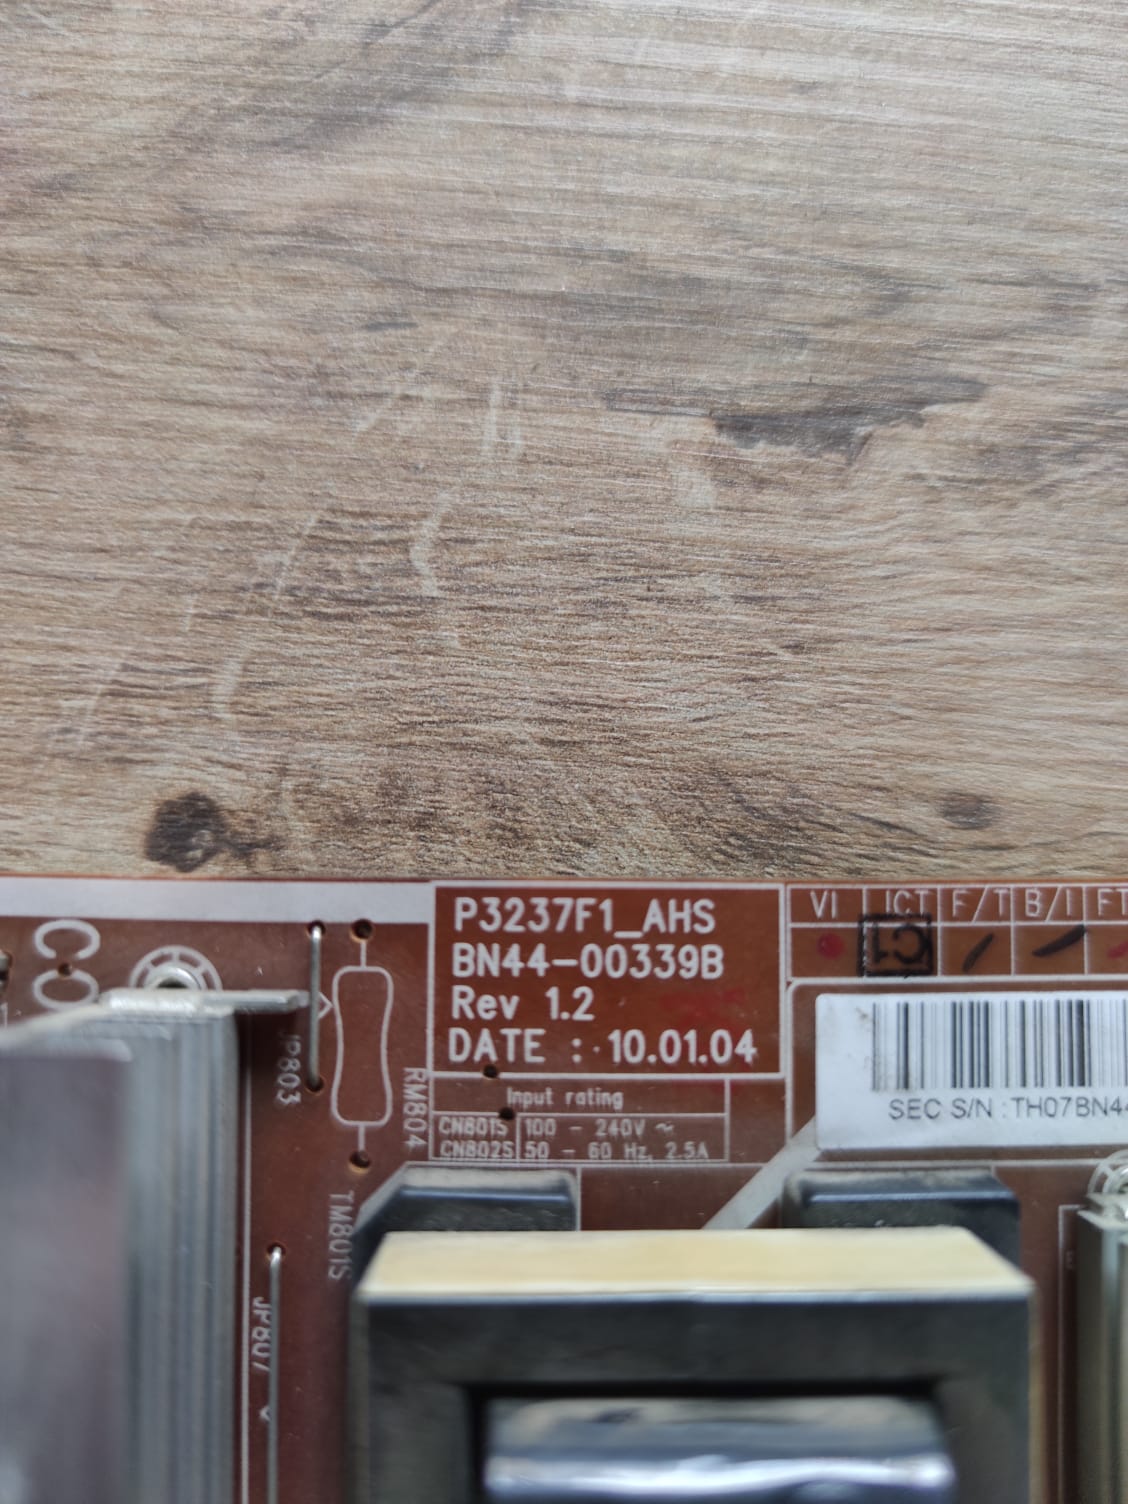 P3237F1_AHS
BN44-00339B
Rev 1.2
DATE : 10.01.04
Input rating
CN801S 100 - 240V ~
CN802S 50 - 60 Hz, 2.5A
VI ICT F/T B/I FT
C1
SEC S/N :TH07BN44
CO
JP803
RM804
TM801S
JP807